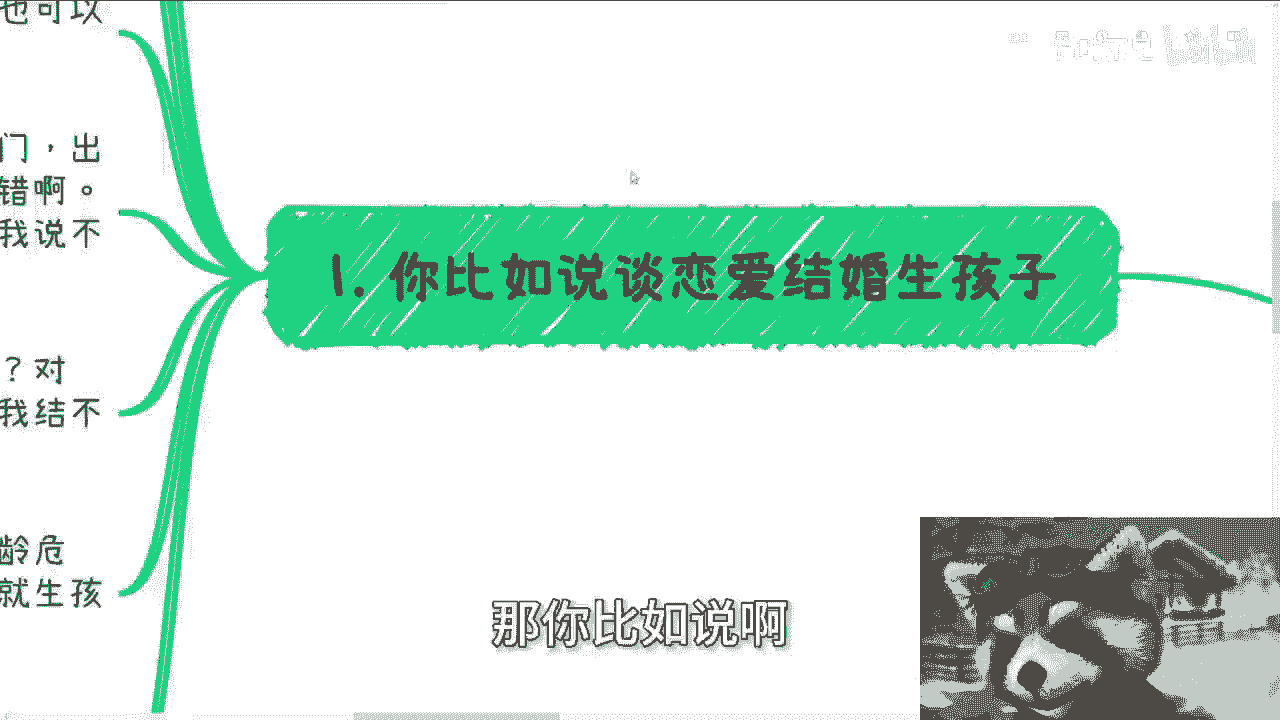 也可以
门，出
错啊。
我说不
？对
我结不
龄危
就生孩
1. 你比如说谈恋爱结婚生孩子
那你比如说啊